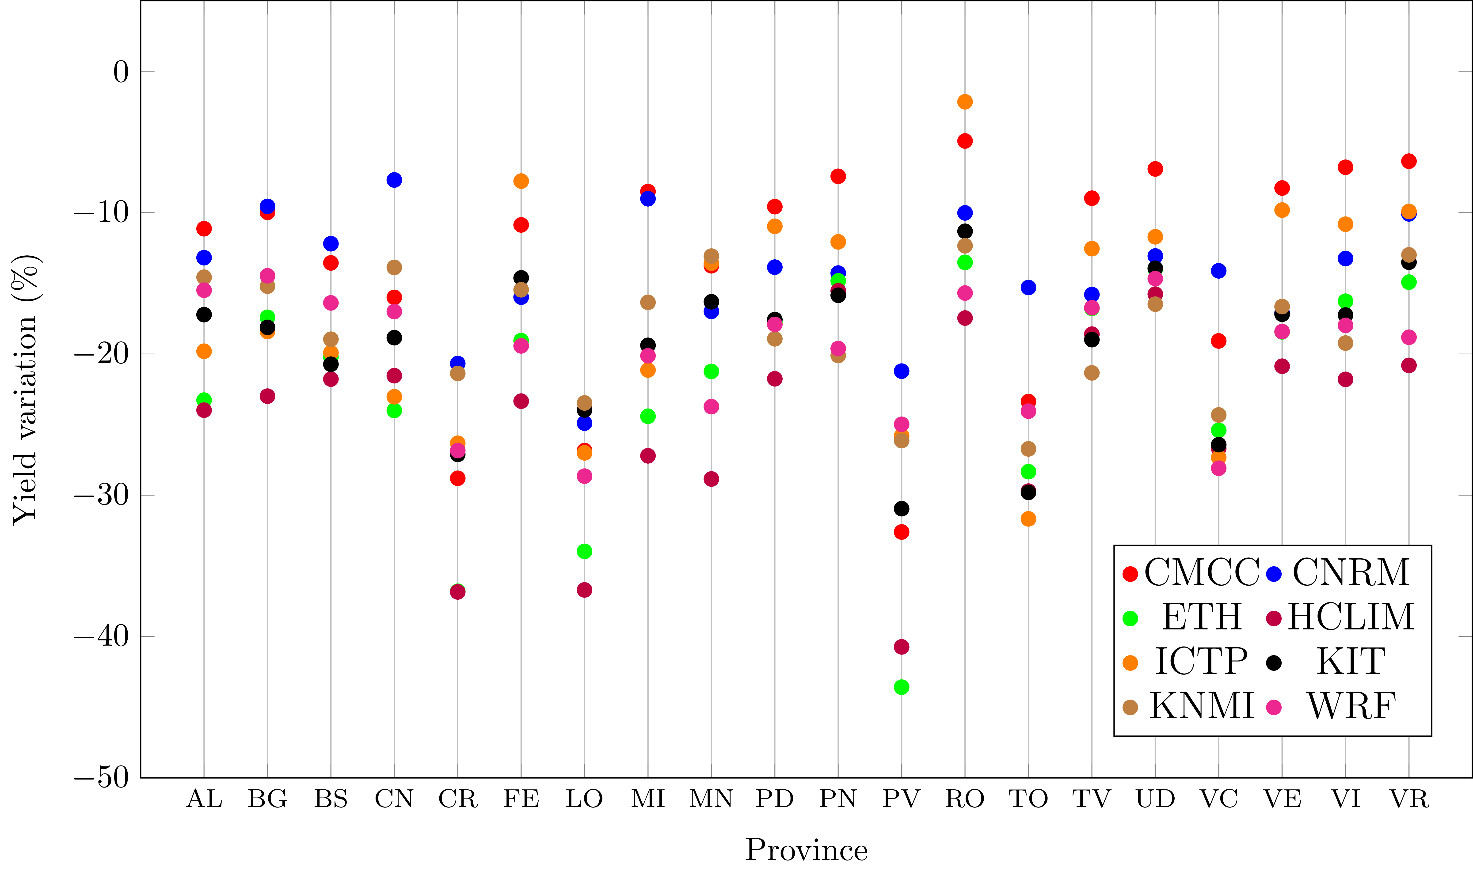 Yield variation (%)
0
−10
−20
−30
−40
−50
CMCC CNRM
ETH HCLIM
ICTP KIT
KNMI WRF
AL BG BS CN CR FE LO MI MN PD PN PV RO TO TV UD VC VE VI VR
Province